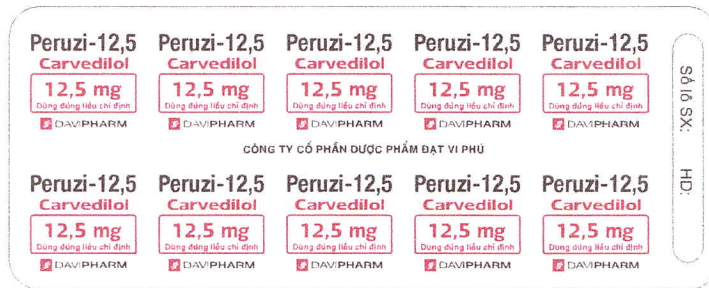 Peruzi-12,5 Peruzi-12,5 Peruzi-12,5 Peruzi-12,5 Peruzi-12,5
Carvedilol Carvedilol Carvedilol Carvedilol Carvedilol
12,5 mg 12,5 mg 12,5 mg 12,5 mg 12,5 mg
Dùng đúng liều chỉ định Dùng đúng liều chỉ định Dùng đúng liều chỉ định Dùng đúng liều chỉ định Dùng đúng liều chỉ định
DAVIPHARM DAVIPHARM DAVIPHARM DAVIPHARM DAVIPHARM
CÔNG TY CỔ PHẦN DƯỢC PHẨM ĐẠT VI PHÚ
Peruzi-12,5 Peruzi-12,5 Peruzi-12,5 Peruzi-12,5 Peruzi-12,5
Carvedilol Carvedilol Carvedilol Carvedilol Carvedilol
12,5 mg 12,5 mg 12,5 mg 12,5 mg 12,5 mg
Dùng đúng liều chỉ định Dùng đúng liều chỉ định Dùng đúng liều chỉ định Dùng đúng liều chỉ định Dùng đúng liều chỉ định
DAVIPHARM DAVIPHARM DAVIPHARM DAVIPHARM DAVIPHARM
Số lô SX: HD: